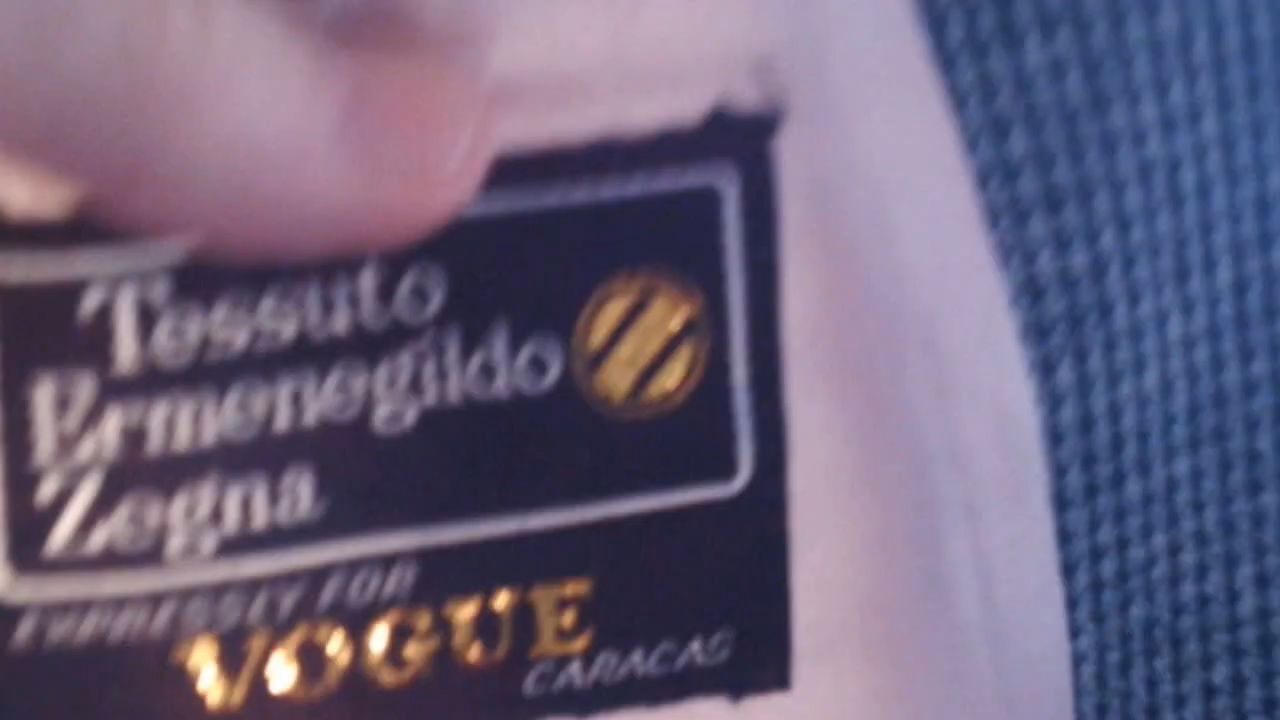 Tessuto
Ermenegildo
Zegna
EXPRESSLY FOR
VOGUE
CARACAS